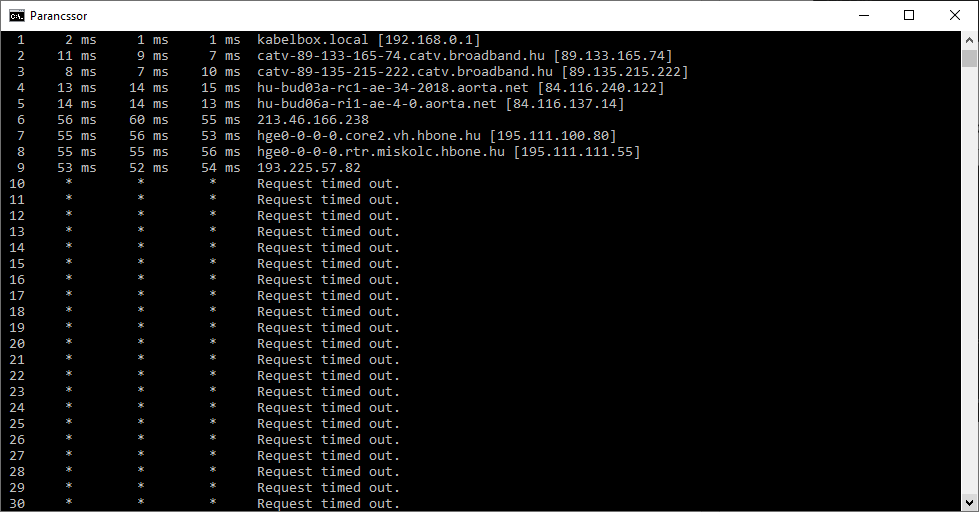 Parancssor
1 2 ms 1 ms 1 ms kabelbox.local [192.168.0.1]
2 11 ms 9 ms 7 ms catv-89-133-165-74.catv.broadband.hu [89.133.165.74]
3 8 ms 7 ms 10 ms catv-89-135-215-222.catv.broadband.hu [89.135.215.222]
4 13 ms 14 ms 15 ms hu-bud03a-rc1-ae-34-2018.aorta.net [84.116.240.122]
5 14 ms 14 ms 13 ms hu-bud06a-ri1-ae-4-0.aorta.net [84.116.137.14]
6 56 ms 60 ms 55 ms 213.46.166.238
7 55 ms 56 ms 53 ms hge0-0-0-0.core2.vh.hbone.hu [195.111.100.80]
8 55 ms 55 ms 56 ms hge0-0-0-0.rtr.miskolc.hbone.hu [195.111.111.55]
9 53 ms 52 ms 54 ms 193.225.57.82
10 * * * Request timed out.
11 * * * Request timed out.
12 * * * Request timed out.
13 * * * Request timed out.
14 * * * Request timed out.
15 * * * Request timed out.
16 * * * Request timed out.
17 * * * Request timed out.
18 * * * Request timed out.
19 * * * Request timed out.
20 * * * Request timed out.
21 * * * Request timed out.
22 * * * Request timed out.
23 * * * Request timed out.
24 * * * Request timed out.
25 * * * Request timed out.
26 * * * Request timed out.
27 * * * Request timed out.
28 * * * Request timed out.
29 * * * Request timed out.
30 * * * Request timed out.